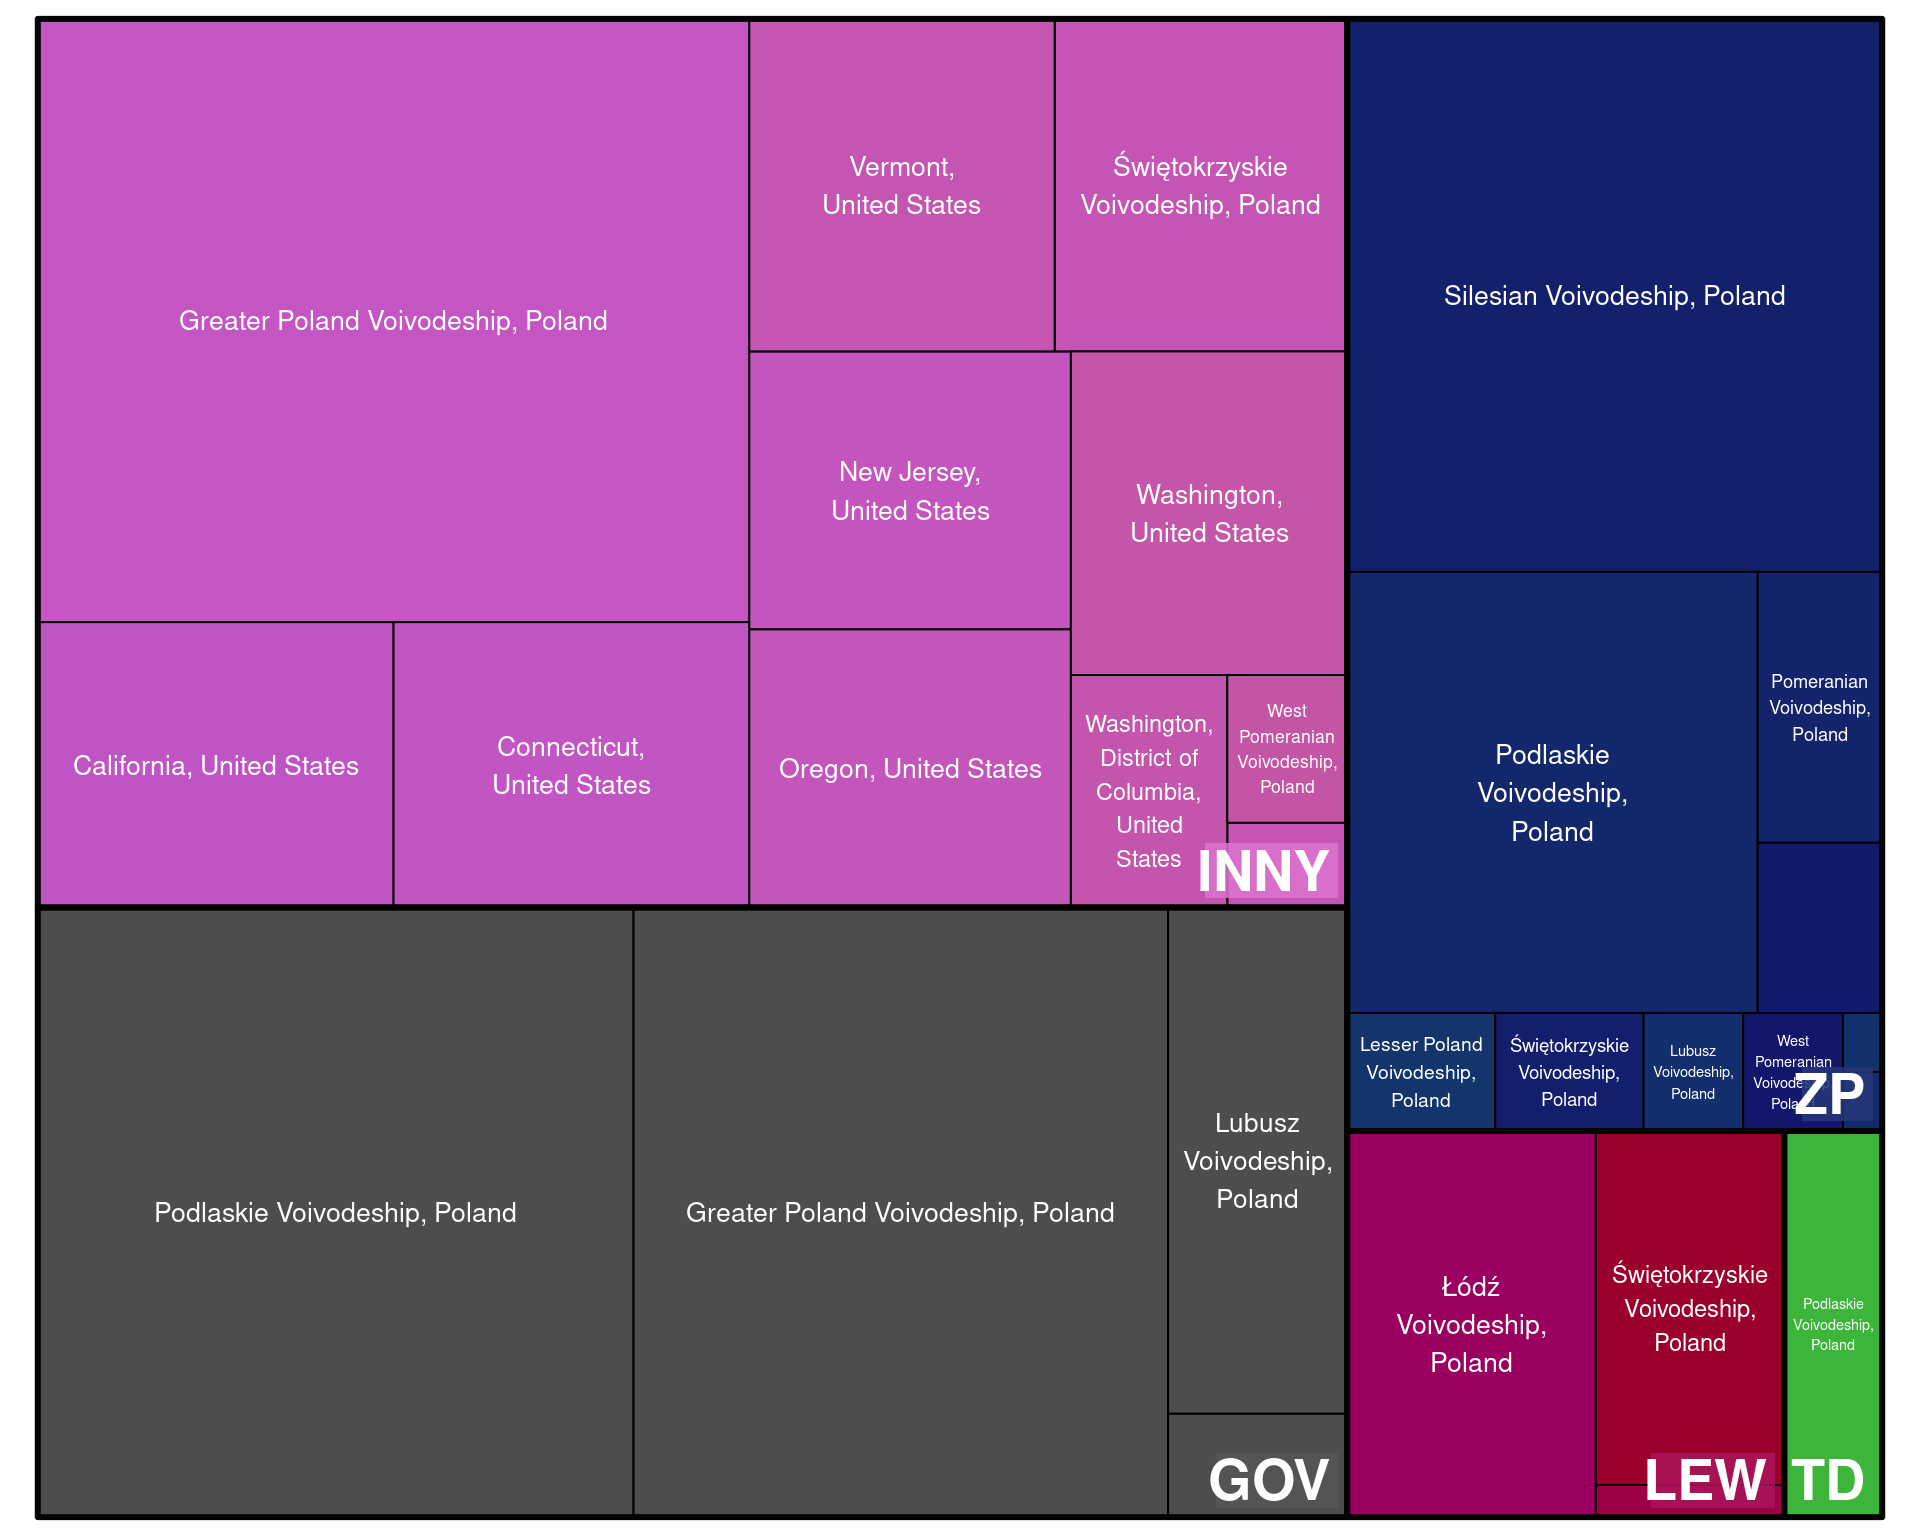 Greater Poland Voivodeship, Poland
Vermont,
United States
Świętokrzyskie
Voivodeship, Poland
New Jersey,
United States
Washington,
United States
California, United States
Connecticut,
United States
Oregon, United States
Washington,
District of
Columbia,
United
States
West
Pomeranian
Voivodeship,
Poland
INNY
Podlaskie Voivodeship, Poland
Greater Poland Voivodeship, Poland
Lubusz
Voivodeship,
Poland
GOV
Silesian Voivodeship, Poland
Podlaskie
Voivodeship,
Poland
Pomeranian
Voivodeship,
Poland
Lesser Poland
Voivodeship,
Poland
Świętokrzyskie
Voivodeship,
Poland
Lubusz
Voivodeship,
Poland
West
Pomeranian
Voivodeship,
Poland
ZP
Łódź
Voivodeship,
Poland
Świętokrzyskie
Voivodeship,
Poland
LEW
Podlaskie
Voivodeship,
Poland
TD